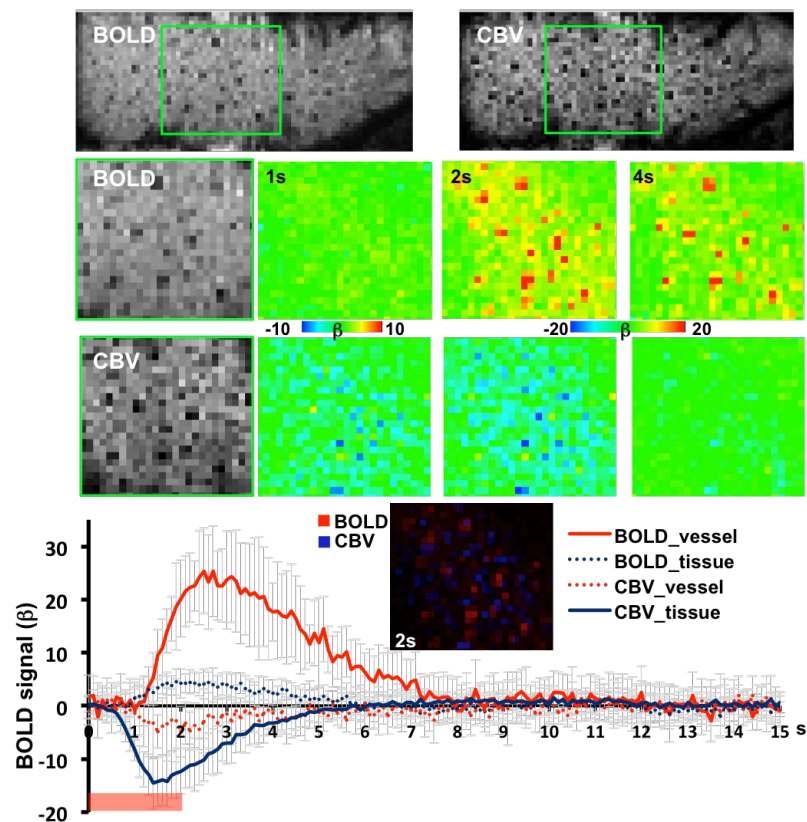 BOLD CBV
BOLD 1s 2s 4s
-10 β 10 -20 β 20
CBV
BOLD
CBV
2s
BOLD_vessel
BOLD_tissue
CBV_vessel
CBV_tissue
BOLD signal (β)
30
20
10
0
-10
-20
0 1 2 3 4 5 6 7 8 9 10 11 12 13 14 15 s